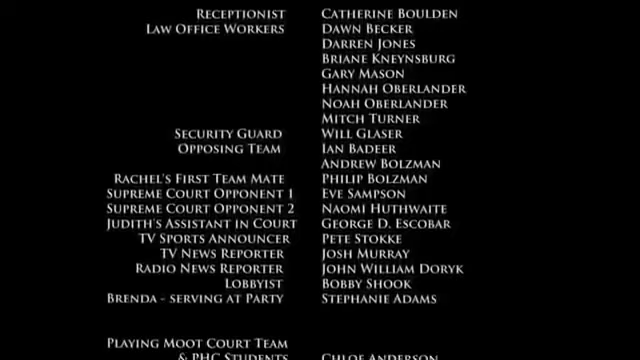 RECEPTIONIST CATHERINE BOULDEN
LAW OFFICE WORKERS DAWN BECKER
DARREN JONES
BRIANE KNEYNSBURG
GARY MASON
HANNAH OBERLANDER
NOAH OBERLANDER
MITCH TURNER
SECURITY GUARD WILL GLASER
OPPOSING TEAM IAN BADEER
ANDREW BOLZMAN
RACHEL'S FIRST TEAM MATE PHILIP BOLZMAN
SUPREME COURT OPPONENT 1 EVE SAMPSON
SUPREME COURT OPPONENT 2 NAOMI HUTHWAITE
JUDITH'S ASSISTANT IN COURT GEORGE D. ESCOBAR
TV SPORTS ANNOUNCER PETE STOKKE
TV NEWS REPORTER JOSH MURRAY
RADIO NEWS REPORTER JOHN WILLIAM DORYK
LOBBYIST BOBBY SHOOK
BRENDA - SERVING AT PARTY STEPHANIE ADAMS
PLAYING MOOT COURT TEAM
& PHC STUDENTS CHLOE ANDERSON